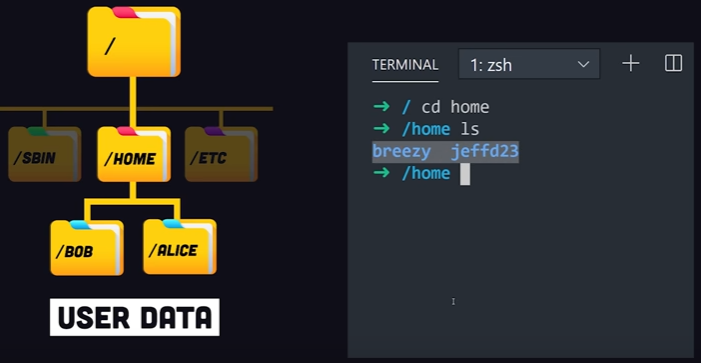 /
/SBIN
/HOME
/ETC
/BOB
/ALICE
USER DATA
TERMINAL
1: zsh
➜ / cd home
➜ /home ls
breezy jeffd23
➜ /home